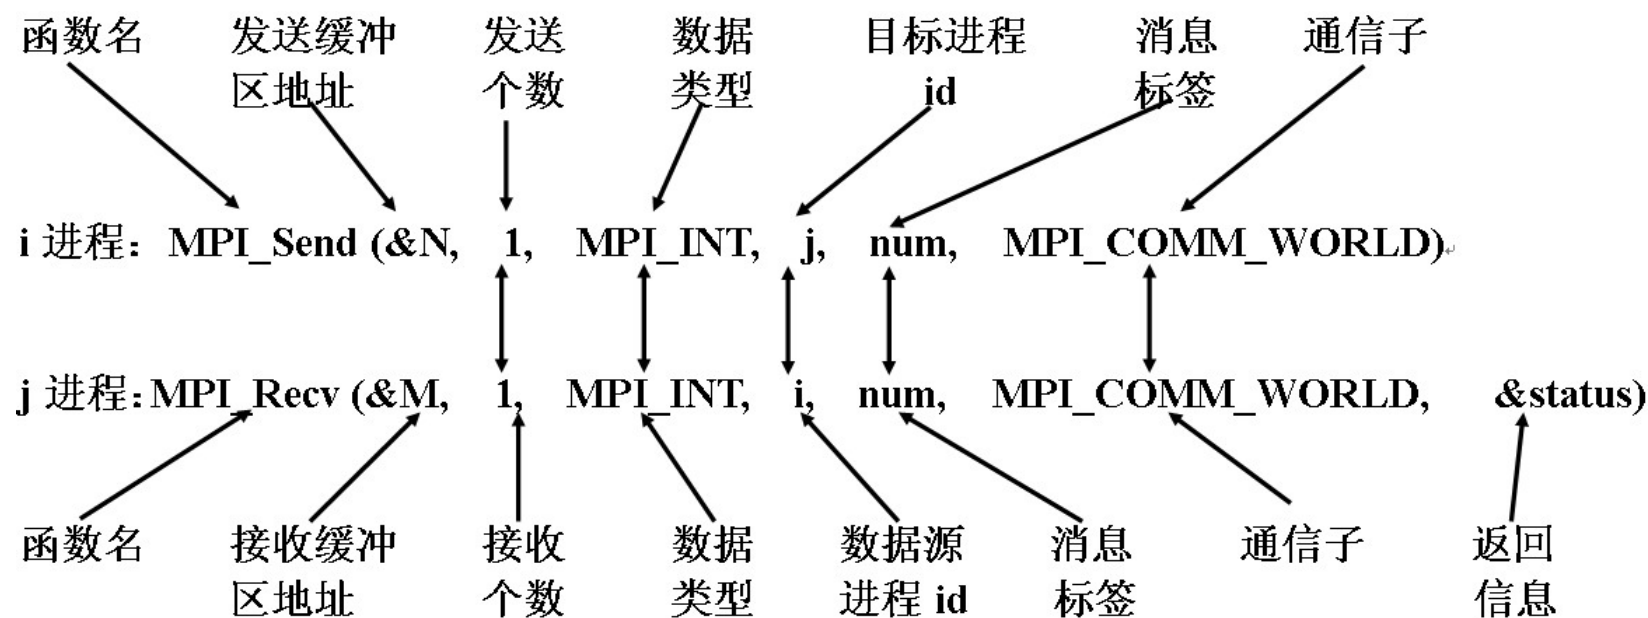 函数名 发送缓冲 发送 数据 目标进程 消息 通信子
区地址 个数 类型 id 标签
i 进程：MPI_Send (&N, 1, MPI_INT, j, num, MPI_COMM_WORLD)
j 进程：MPI_Recv (&M, 1, MPI_INT, i, num, MPI_COMM_WORLD, &status)
函数名 接收缓冲 接收 数据 数据源 消息 通信子 返回
区地址 个数 类型 进程 id 标签 信息